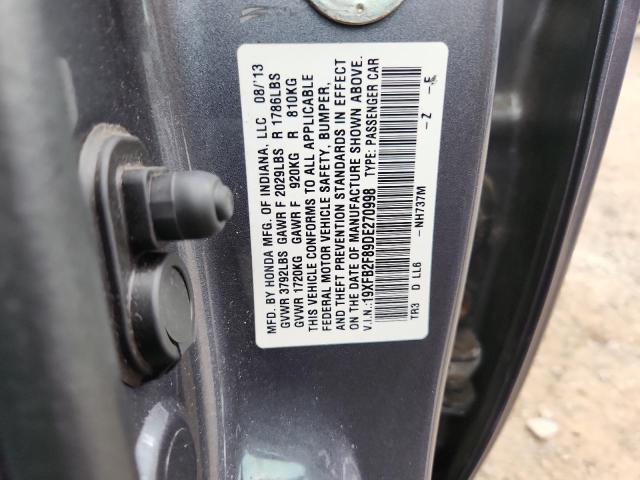 MFD. BY HONDA MFG. OF INDIANA, LLC 08/'13
GVWR 3792LBS GAWR F 2029LBS R 1786LBS
GVWR 1720KG GAWR F 920KG R 810KG
THIS VEHICLE CONFORMS TO ALL APPLICABLE
FEDERAL MOTOR VEHICLE SAFETY, BUMPER,
AND THEFT PREVENTION STANDARDS IN EFFECT
ON THE DATE OF MANUFACTURE SHOWN ABOVE.
V.I.N.:19XFB2F89DE270998 TYPE: PASSENGER CAR
TR3 D LL6 -NH737M -Z -E